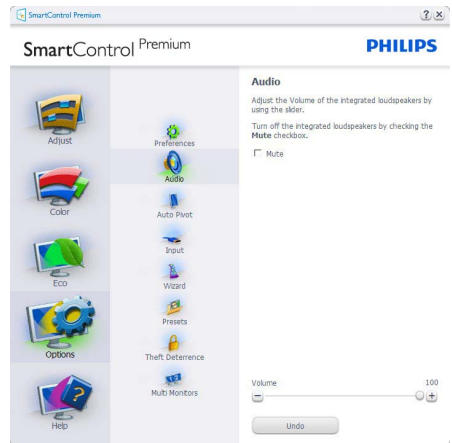 SmartControl Premium
SmartControl Premium
PHILIPS
Adjust
Color
Eco
Options
Help
Preferences
Audio
Auto Pivot
Input
Wizard
Presets
Theft Deterrence
Multi Monitors
Audio
Adjust the Volume of the integrated loudspeakers by
using the slider.
Turn off the integrated loudspeakers by checking the
Mute checkbox.
Mute
Volume 100
Undo